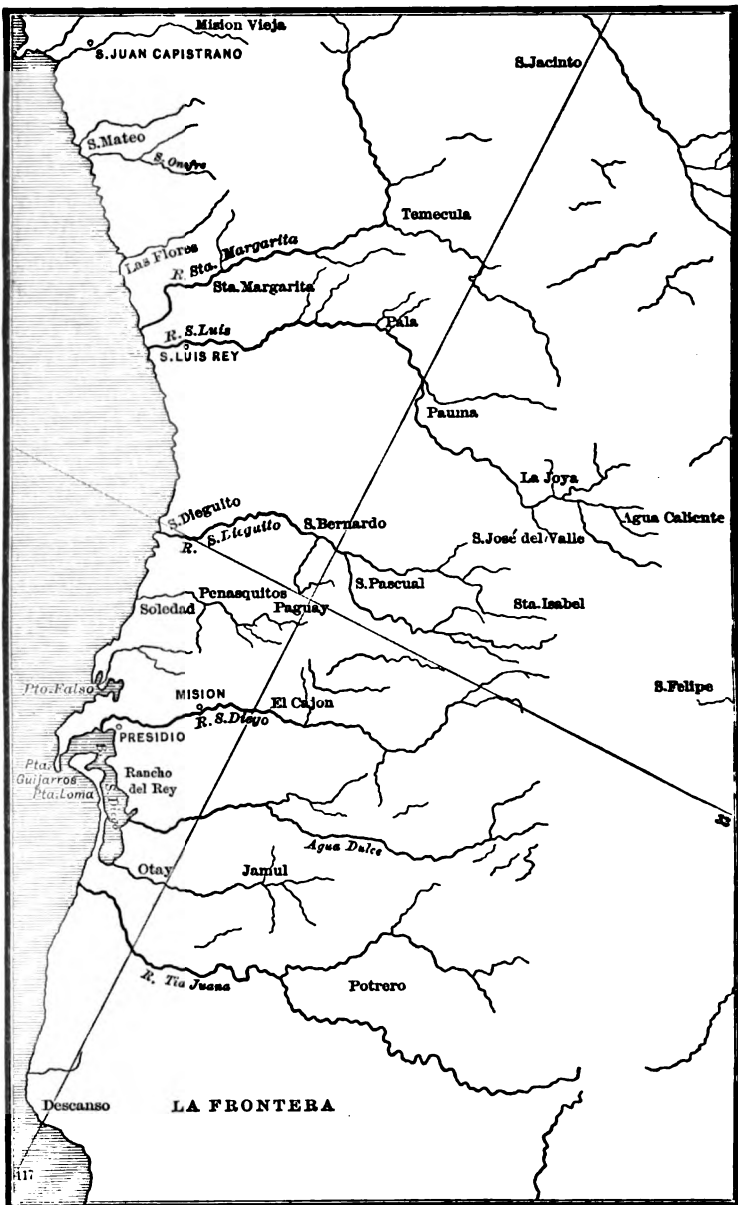 Mision Vieja
S. JUAN CAPISTRANO
S. Jacinto
S. Mateo
S. Onofre
Temecula
Las Flores
R. Sta. Margarita
Sta. Margarita
R. S. Luis
S. LUIS REY
Pala
Pauma
La Joya
Agua Caliente
S. José del Valle
S. Dieguito
R. S. Dieguito
S. Bernardo
S. Pascual
Sta. Isabel
Penasquitos
Soledad
Paguay
Pto. Falso
S. Felipe
MISION
R. S. Diego
El Cajon
PRESIDIO
Pta.
Guijarros
Pta. Loma
Rancho
del Rey
S. Diego
Agua Dulce
Otay
Jamul
R. Tia Juana
Potrero
Descanso
LA FRONTERA
117